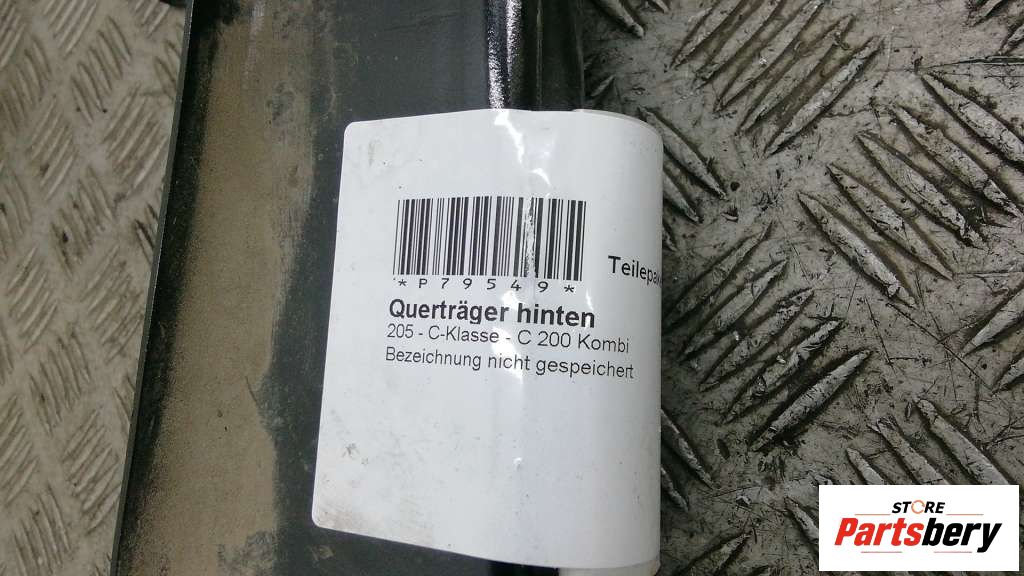 *P79549*
Querträger hinten
205 - C-Klasse - C 200 Kombi
Bezeichnung nicht gespeichert
STORE
Partsbery